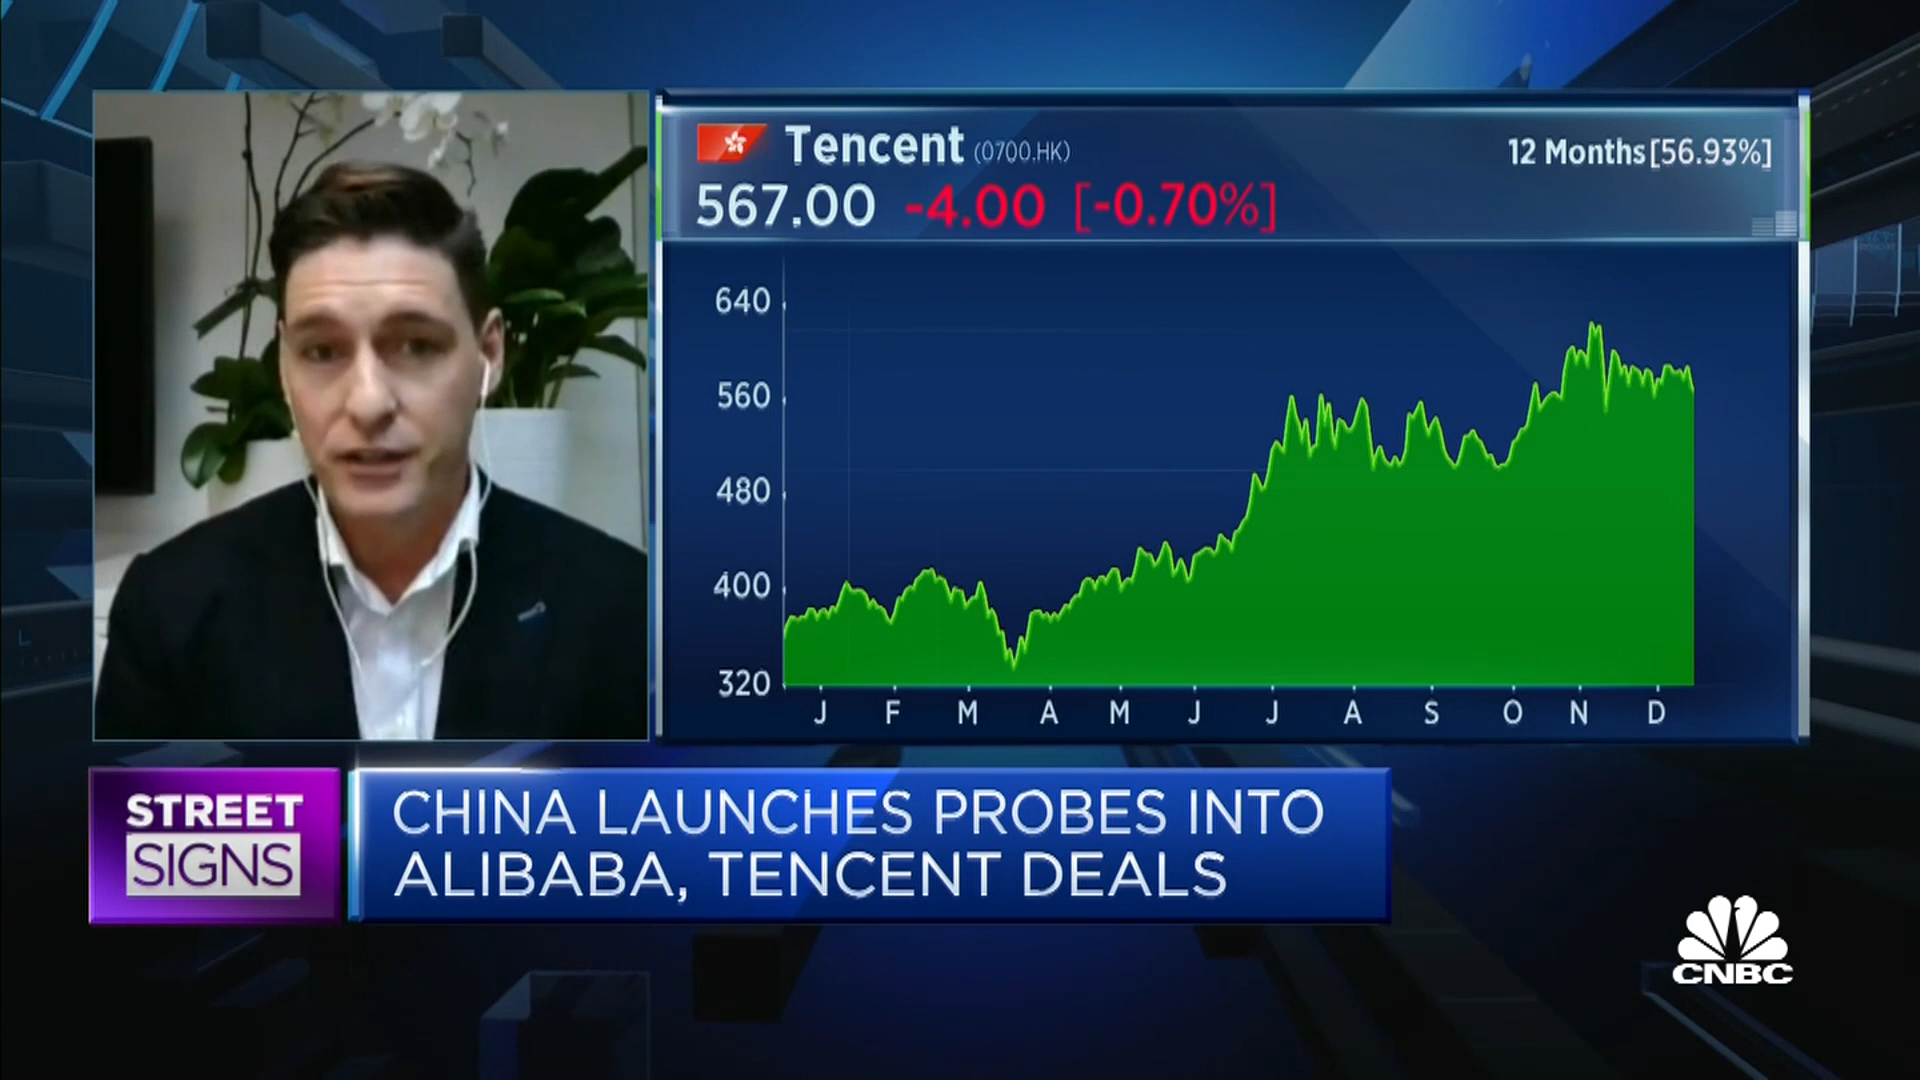 Tencent (0700.HK)
12 Months [56.93%]
567.00 -4.00 [-0.70%]
640
560
480
400
320
J F M A M J J A S O N D
STREET
SIGNS
CHINA LAUNCHES PROBES INTO
ALIBABA, TENCENT DEALS
CNBC